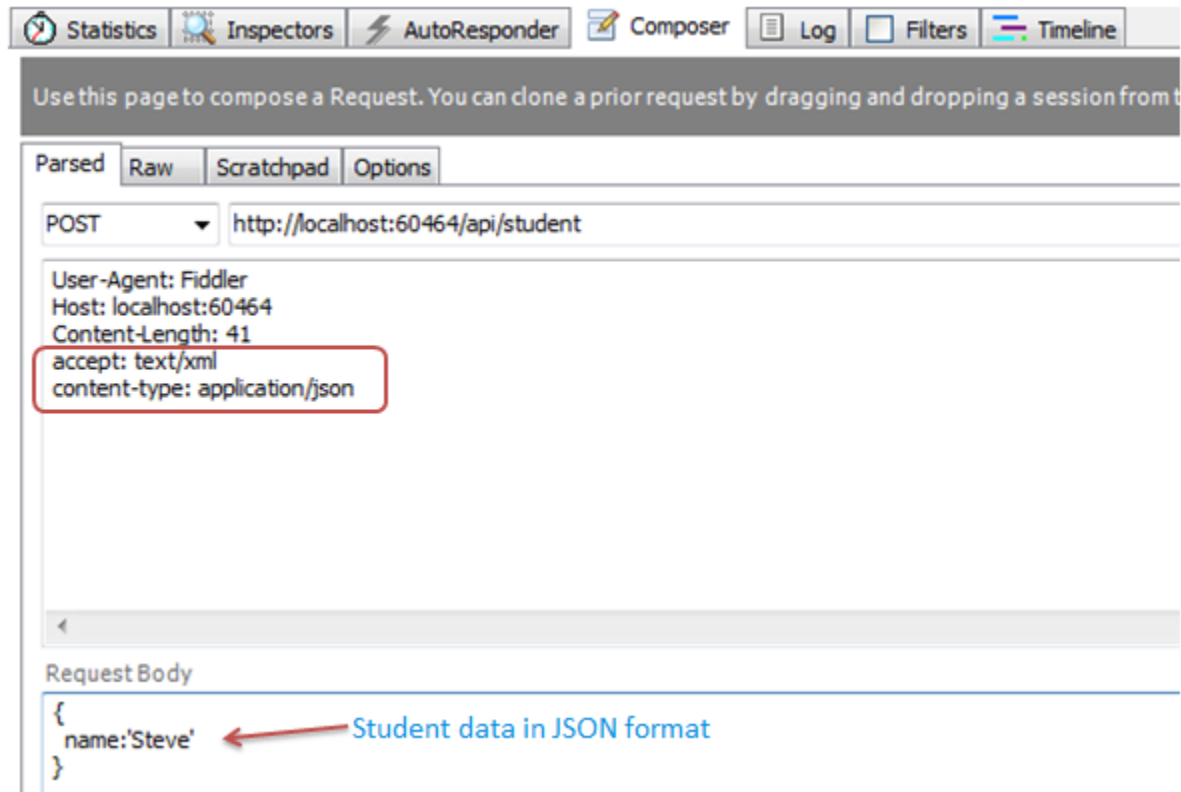 Statistics Inspectors AutoResponder Composer Log Filters Timeline
Use this page to compose a Request. You can clone a prior request by dragging and dropping a session from t
Parsed Raw Scratchpad Options
POST http://localhost:60464/api/student
User-Agent: Fiddler
Host: localhost:60464
Content-Length: 41
accept: text/xml
content-type: application/json
Request Body
{
name:'Steve' Student data in JSON format
}